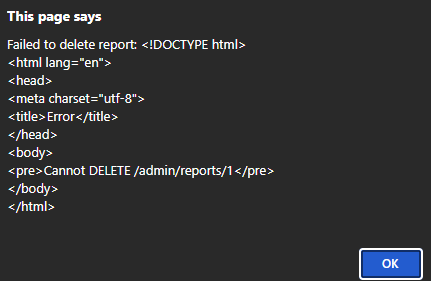 This page says
Failed to delete report: <!DOCTYPE html>
<html lang="en">
<head>
<meta charset="utf-8">
<title>Error</title>
</head>
<body>
<pre>Cannot DELETE /admin/reports/1</pre>
</body>
</html>
OK